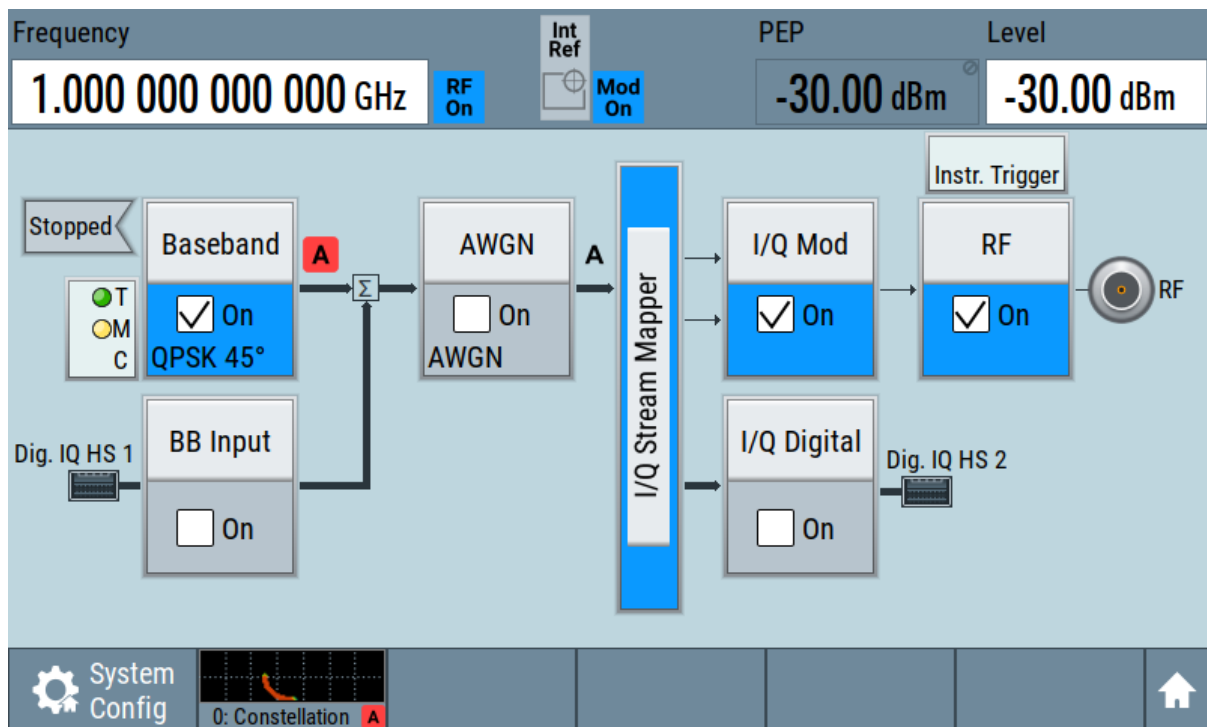 Frequency
Int
Ref
PEP
Level
1.000 000 000 000 GHz
RF
On
Mod
On
-30.00 dBm
-30.00 dBm
Instr. Trigger
Stopped
Baseband
A
AWGN
A
I/Q Mod
RF
T
M
C
On
QPSK 45°
Σ
On
AWGN
I/Q Stream Mapper
On
On
RF
Dig. IQ HS 1
BB Input
On
I/Q Digital
On
Dig. IQ HS 2
System
Config
0: Constellation A